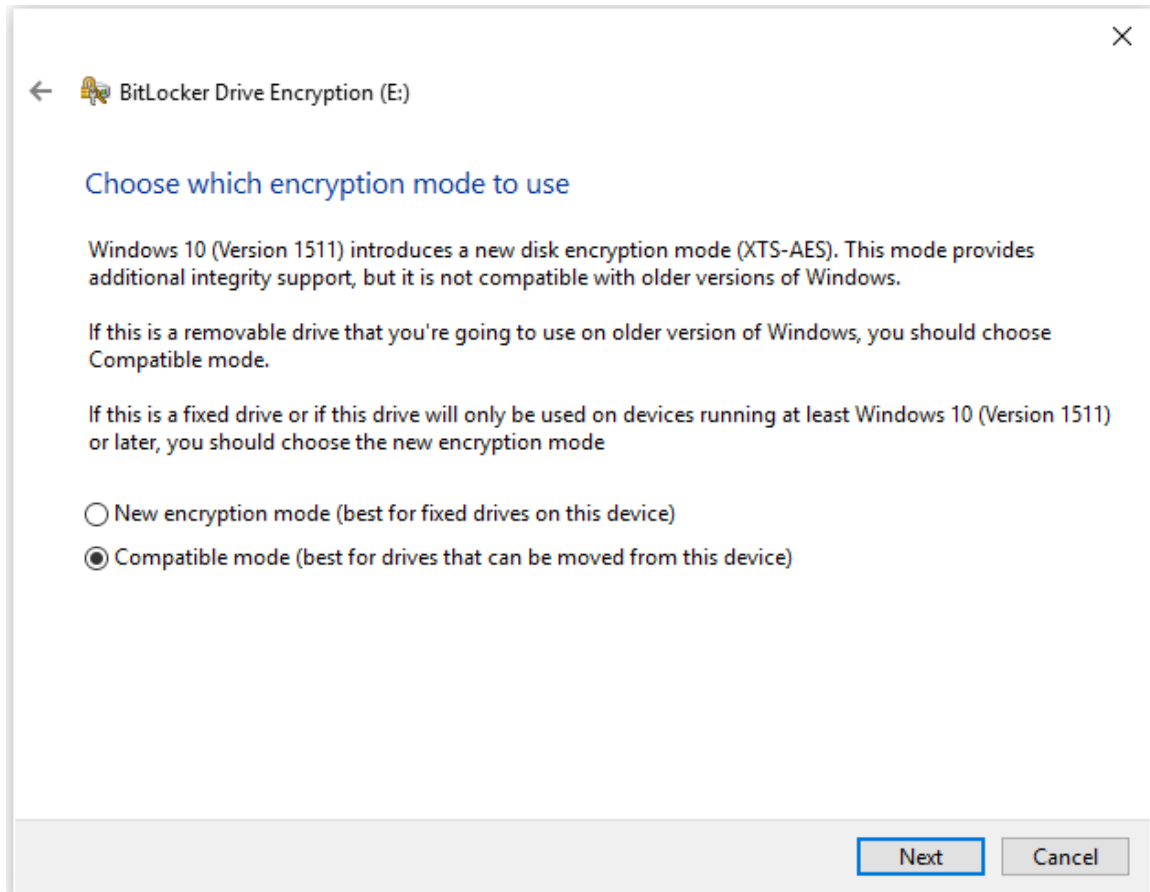 BitLocker Drive Encryption (E:)
Choose which encryption mode to use
Windows 10 (Version 1511) introduces a new disk encryption mode (XTS-AES). This mode provides
additional integrity support, but it is not compatible with older versions of Windows.
If this is a removable drive that you're going to use on older version of Windows, you should choose
Compatible mode.
If this is a fixed drive or if this drive will only be used on devices running at least Windows 10 (Version 1511)
or later, you should choose the new encryption mode
New encryption mode (best for fixed drives on this device)
Compatible mode (best for drives that can be moved from this device)
Next Cancel